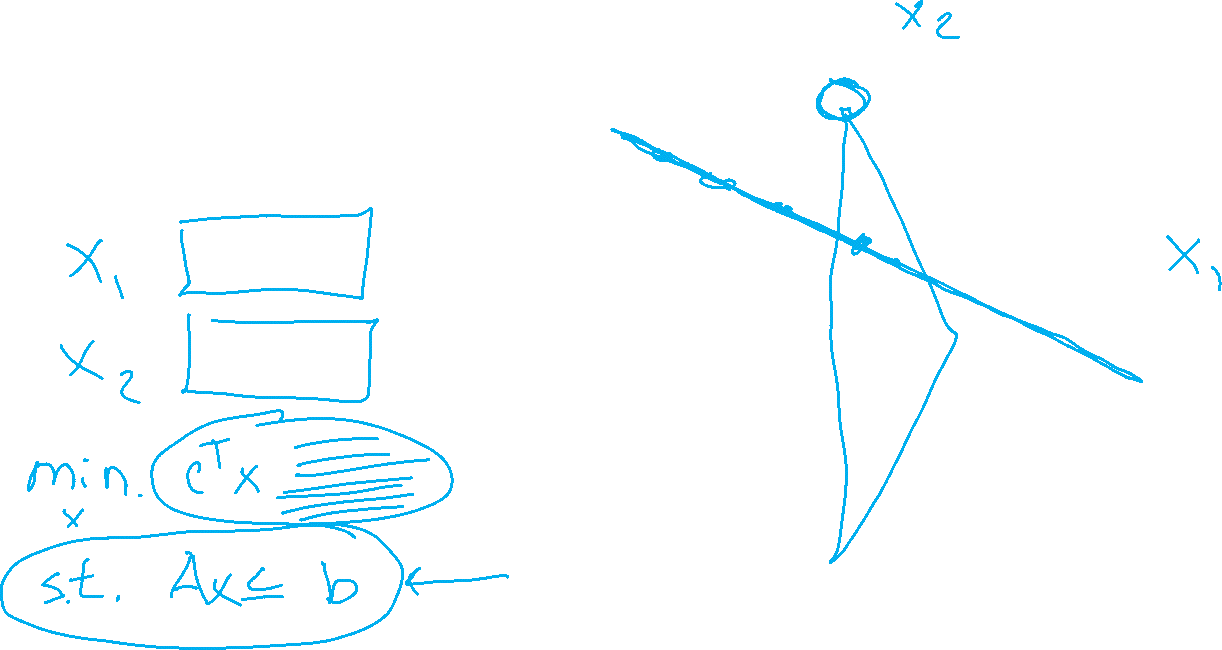 x₂
x₁
x₁
x₂
min. cᵀx
x
s.t. Ax ≤ b